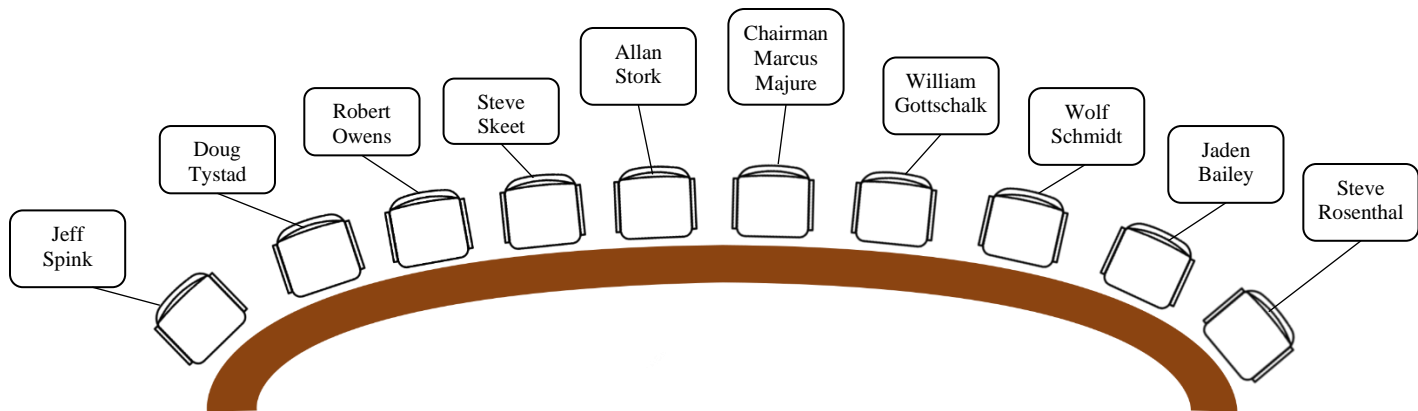 Jeff
Spink
Doug
Tystad
Robert
Owens
Steve
Skeet
Allan
Stork
Chairman
Marcus
Majure
William
Gottschalk
Wolf
Schmidt
Jaden
Bailey
Steve
Rosenthal